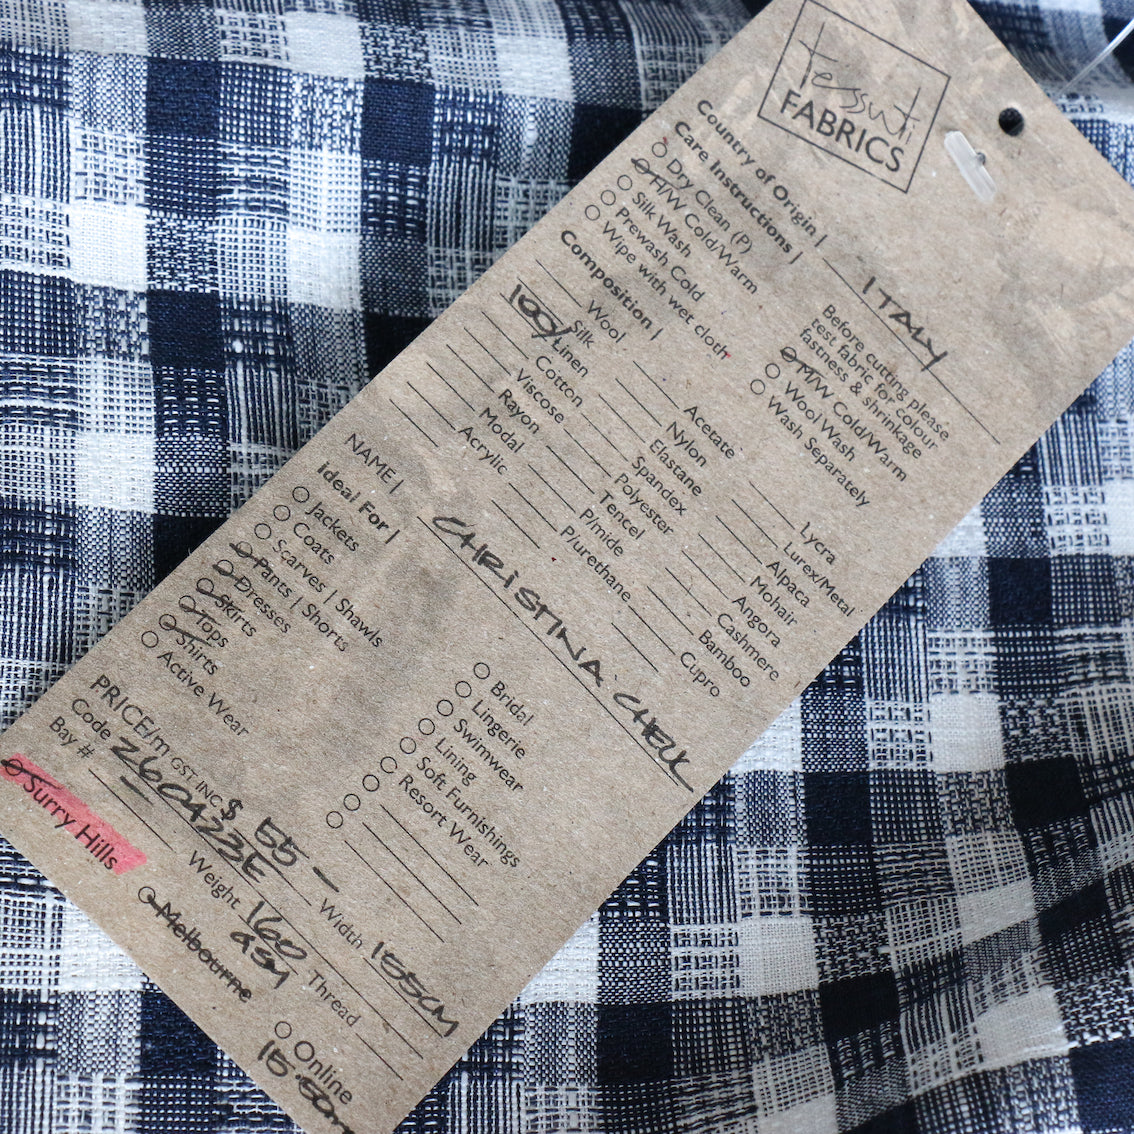 tessuti
FABRICS
Country of Origin | ITALY
Care Instructions |
Dry Clean (P)
H/W Cold/Warm
Silk Wash
Prewash Cold
Wipe with wet cloth
Before cutting please
test fabric for colour
fastness & shrinkage
M/W Cold/Warm
Wool Wash
Wash Separately
Composition |
Wool
Silk
100% Linen
Cotton
Viscose
Rayon
Modal
Acrylic
Acetate
Nylon
Elastane
Spandex
Polyester
Tencel
P/mide
P/urethane
Lycra
Lurex/Metal
Alpaca
Mohair
Angora
Cashmere
Bamboo
Cupro
NAME | CHRISTINA CHECK
Ideal For |
Jackets
Coats
Scarves | Shawls
Pants | Shorts
Dresses
Skirts
Tops
Shirts
Active Wear
Bridal
Lingerie
Swimwear
Lining
Soft Furnishings
Resort Wear
PRICE/m GST INC $ 55 -
Code 260423E Width 155CM
Bay # Weight 160 GSM Thread
Surry Hills Melbourne Online
15.50m